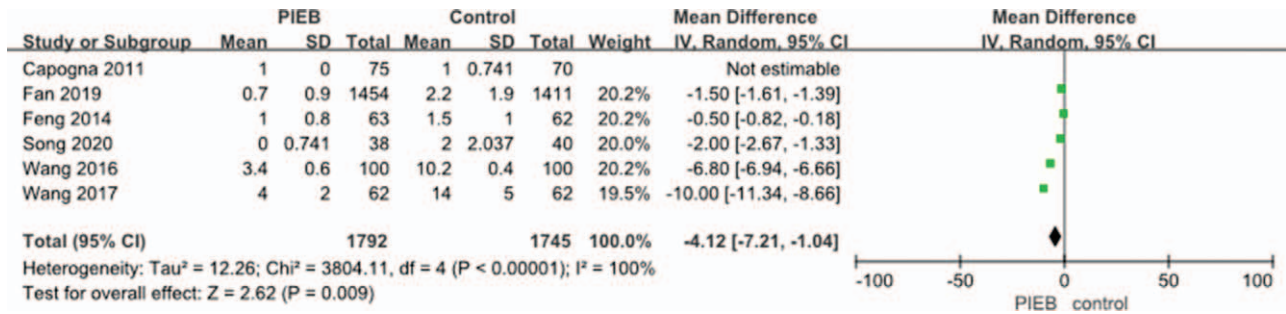 PIEB Control Mean Difference Mean Difference
Study or Subgroup Mean SD Total Mean SD Total Weight IV, Random, 95% CI IV, Random, 95% CI
Capogna 2011 1 0 75 1 0.741 70 Not estimable
Fan 2019 0.7 0.9 1454 2.2 1.9 1411 20.2% -1.50 [-1.61, -1.39]
Feng 2014 1 0.8 63 1.5 1 62 20.2% -0.50 [-0.82, -0.18]
Song 2020 0 0.741 38 2 2.037 40 20.0% -2.00 [-2.67, -1.33]
Wang 2016 3.4 0.6 100 10.2 0.4 100 20.2% -6.80 [-6.94, -6.66]
Wang 2017 4 2 62 14 5 62 19.5% -10.00 [-11.34, -8.66]
Total (95% CI) 1792 1745 100.0% -4.12 [-7.21, -1.04]
Heterogeneity: Tau² = 12.26; Chi² = 3804.11, df = 4 (P < 0.00001); I² = 100%
Test for overall effect: Z = 2.62 (P = 0.009)
-100 -50 0 50 100
PIEB control